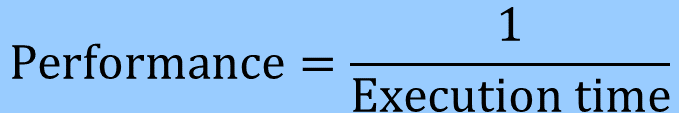 Performance = 1 / Execution time